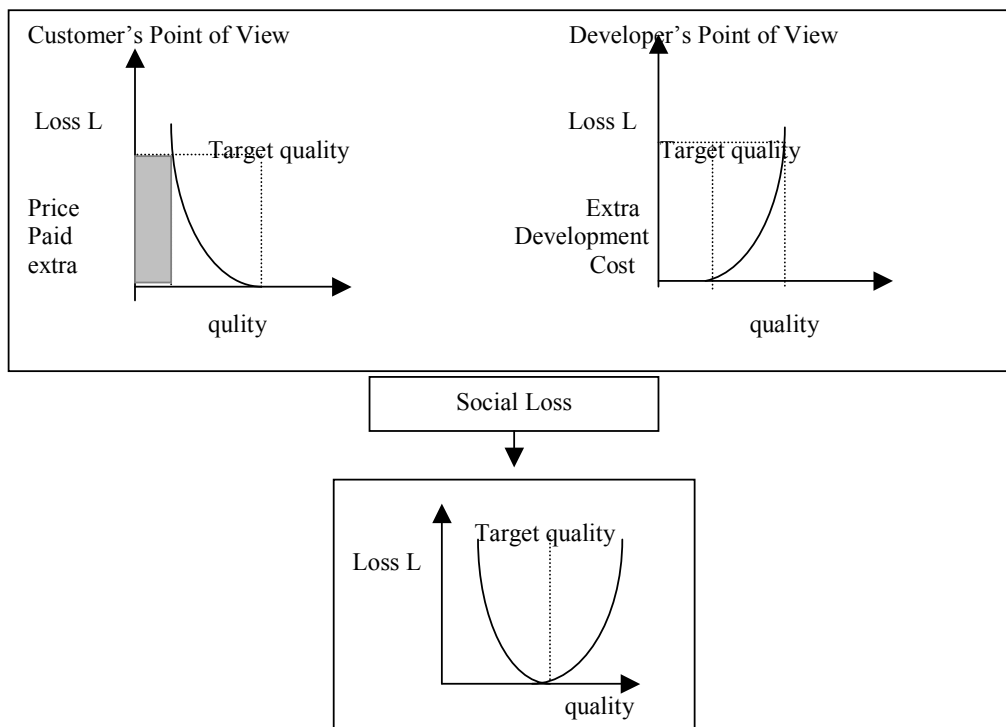 Customer's Point of View
Loss L
Target quality
Price
Paid
extra
qulity
Developer's Point of View
Loss L
Target quality
Extra
Development
Cost
quality
Social Loss
Target quality
Loss L
quality